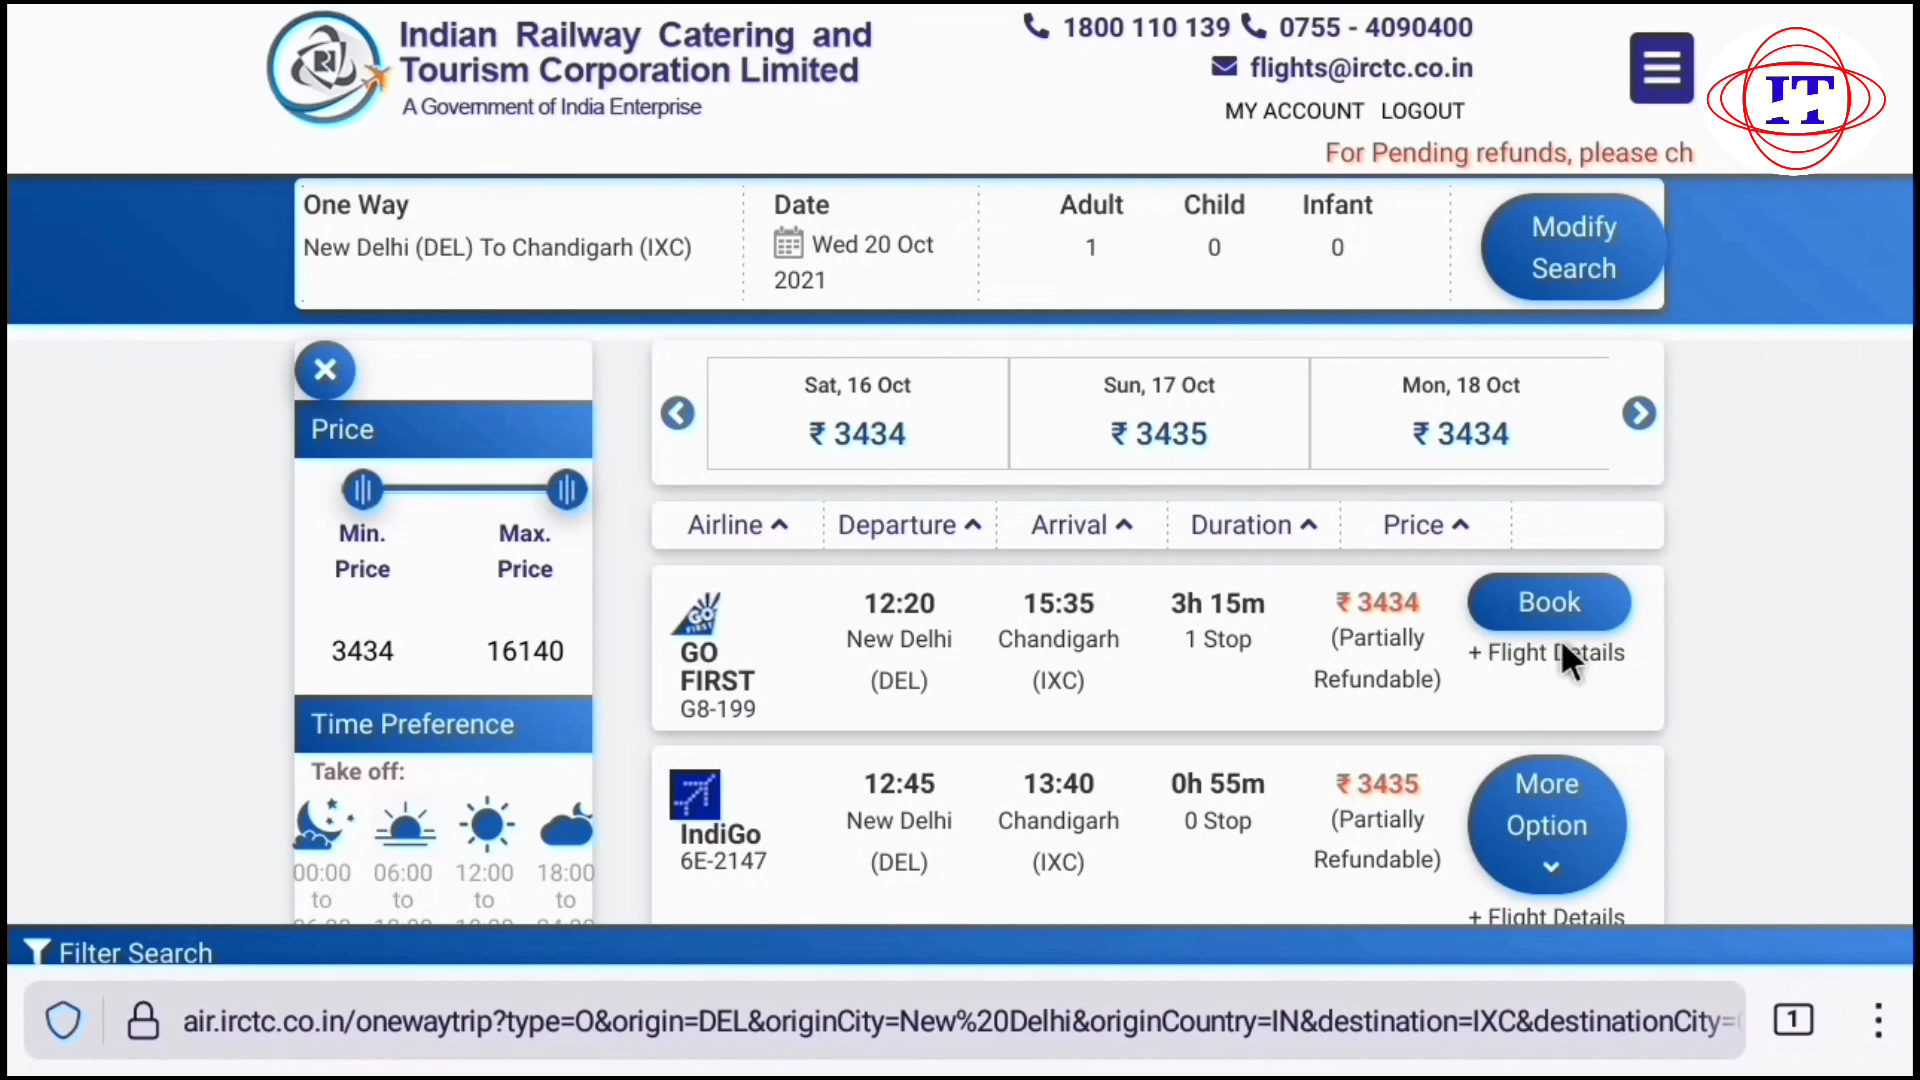 Indian Railway Catering and
Tourism Corporation Limited
A Government of India Enterprise
1800 110 139 0755 - 4090400
flights@irctc.co.in
MY ACCOUNT LOGOUT
For Pending refunds, please ch
IT
One Way
New Delhi (DEL) To Chandigarh (IXC)
Date
Wed 20 Oct
2021
Adult Child Infant
1 0 0
Modify
Search
Sat, 16 Oct
₹ 3434
Sun, 17 Oct
₹ 3435
Mon, 18 Oct
₹ 3434
Price
Min.
Price
Max.
Price
3434 16140
Time Preference
Take off:
00:00 06:00 12:00 18:00
to to to to
Airline Departure Arrival Duration Price
GO
FIRST
G8-199
12:20
New Delhi
(DEL)
15:35
Chandigarh
(IXC)
3h 15m
1 Stop
₹ 3434
(Partially
Refundable)
Book
+ Flight Details
IndiGo
6E-2147
12:45
New Delhi
(DEL)
13:40
Chandigarh
(IXC)
0h 55m
0 Stop
₹ 3435
(Partially
Refundable)
More
Option
+ Flight Details
Filter Search
air.irctc.co.in/onewaytrip?type=O&origin=DEL&originCity=New%20Delhi&originCountry=IN&destination=IXC&destinationCity=
1